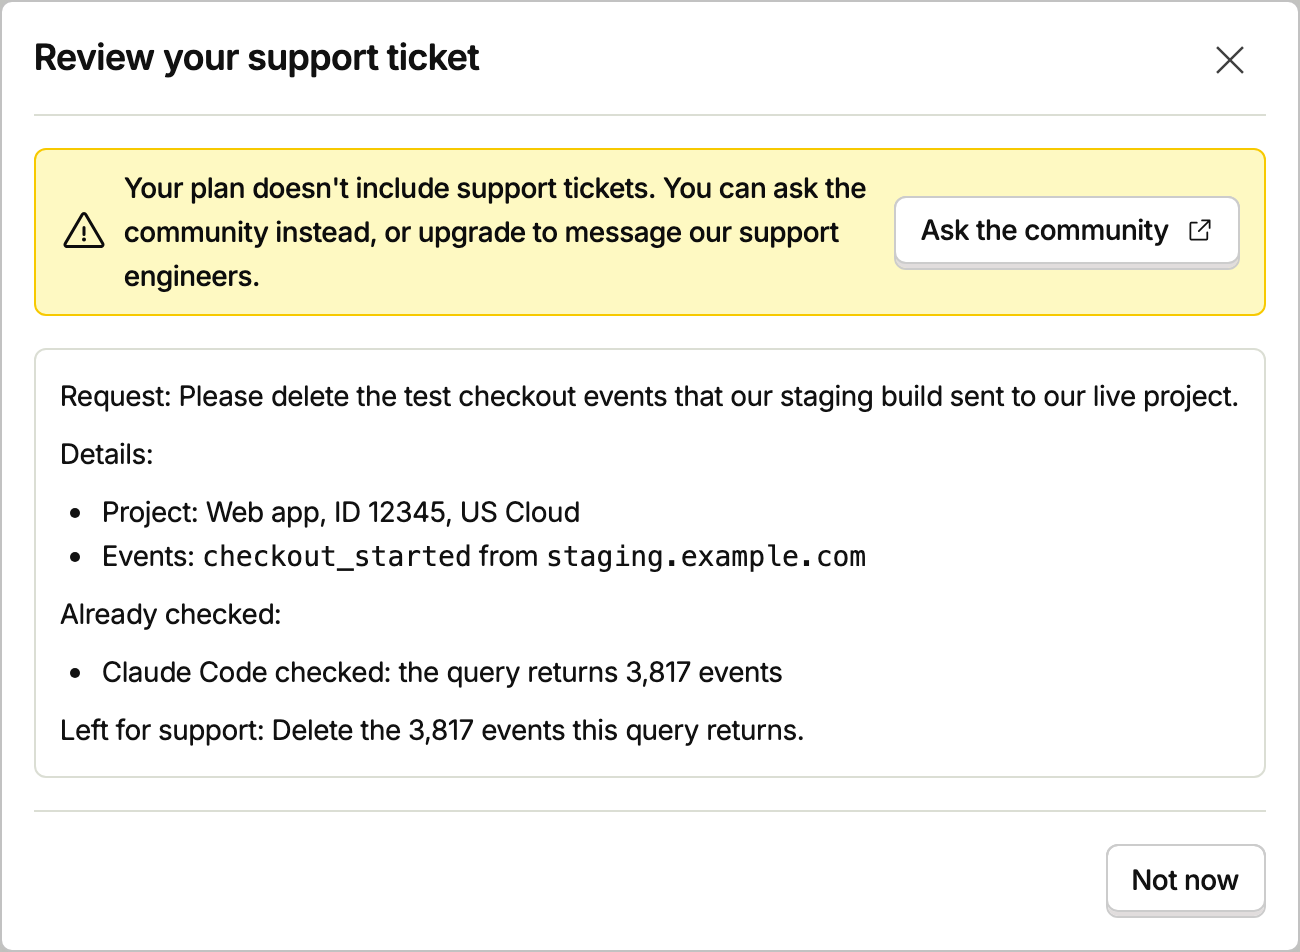 Review your support ticket
Your plan doesn't include support tickets. You can ask the
community instead, or upgrade to message our support
engineers.
Ask the community
Request: Please delete the test checkout events that our staging build sent to our live project.
Details:
• Project: Web app, ID 12345, US Cloud
• Events: checkout_started from staging.example.com
Already checked:
• Claude Code checked: the query returns 3,817 events
Left for support: Delete the 3,817 events this query returns.
Not now